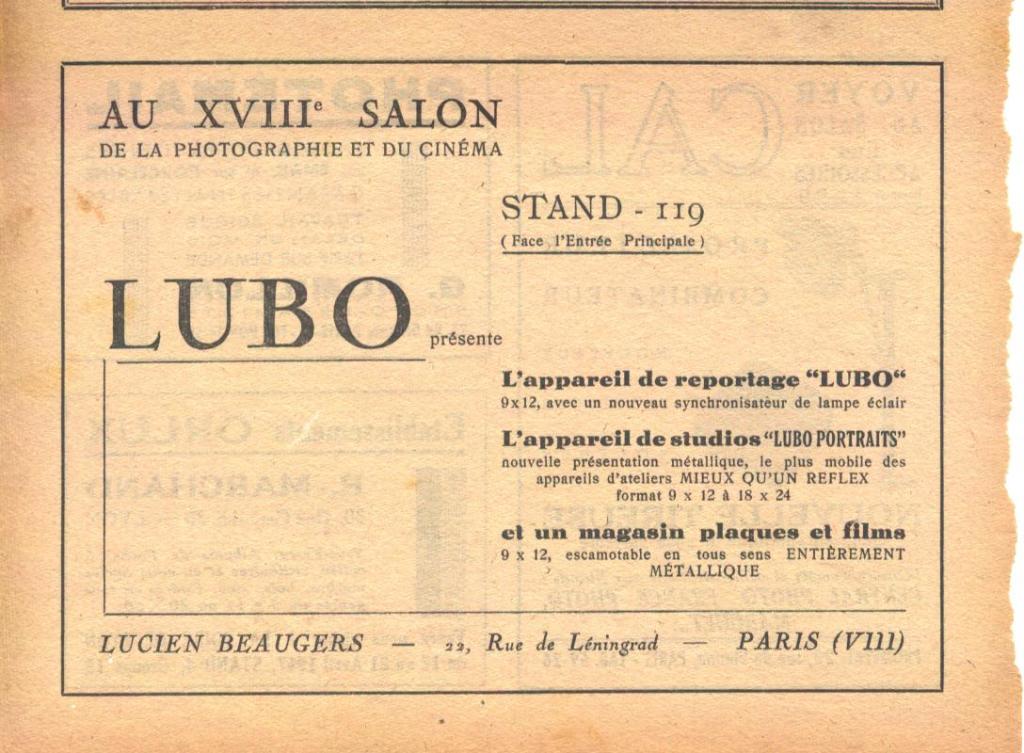 AU XVIIIe SALON
DE LA PHOTOGRAPHIE ET DU CINÉMA
STAND - 119
( Face l'Entrée Principale )
LUBO présente
L'appareil de reportage "LUBO"
9x12, avec un nouveau synchronisateur de lampe éclair
L'appareil de studios "LUBO PORTRAITS"
nouvelle présentation métallique, le plus mobile des
appareils d'ateliers MIEUX QU'UN REFLEX
format 9 x 12 à 18 x 24
et un magasin plaques et films
9 x 12, escamotable en tous sens ENTIÈREMENT
MÉTALLIQUE
LUCIEN BEAUGERS — 22, Rue de Léningrad — PARIS (VIII)